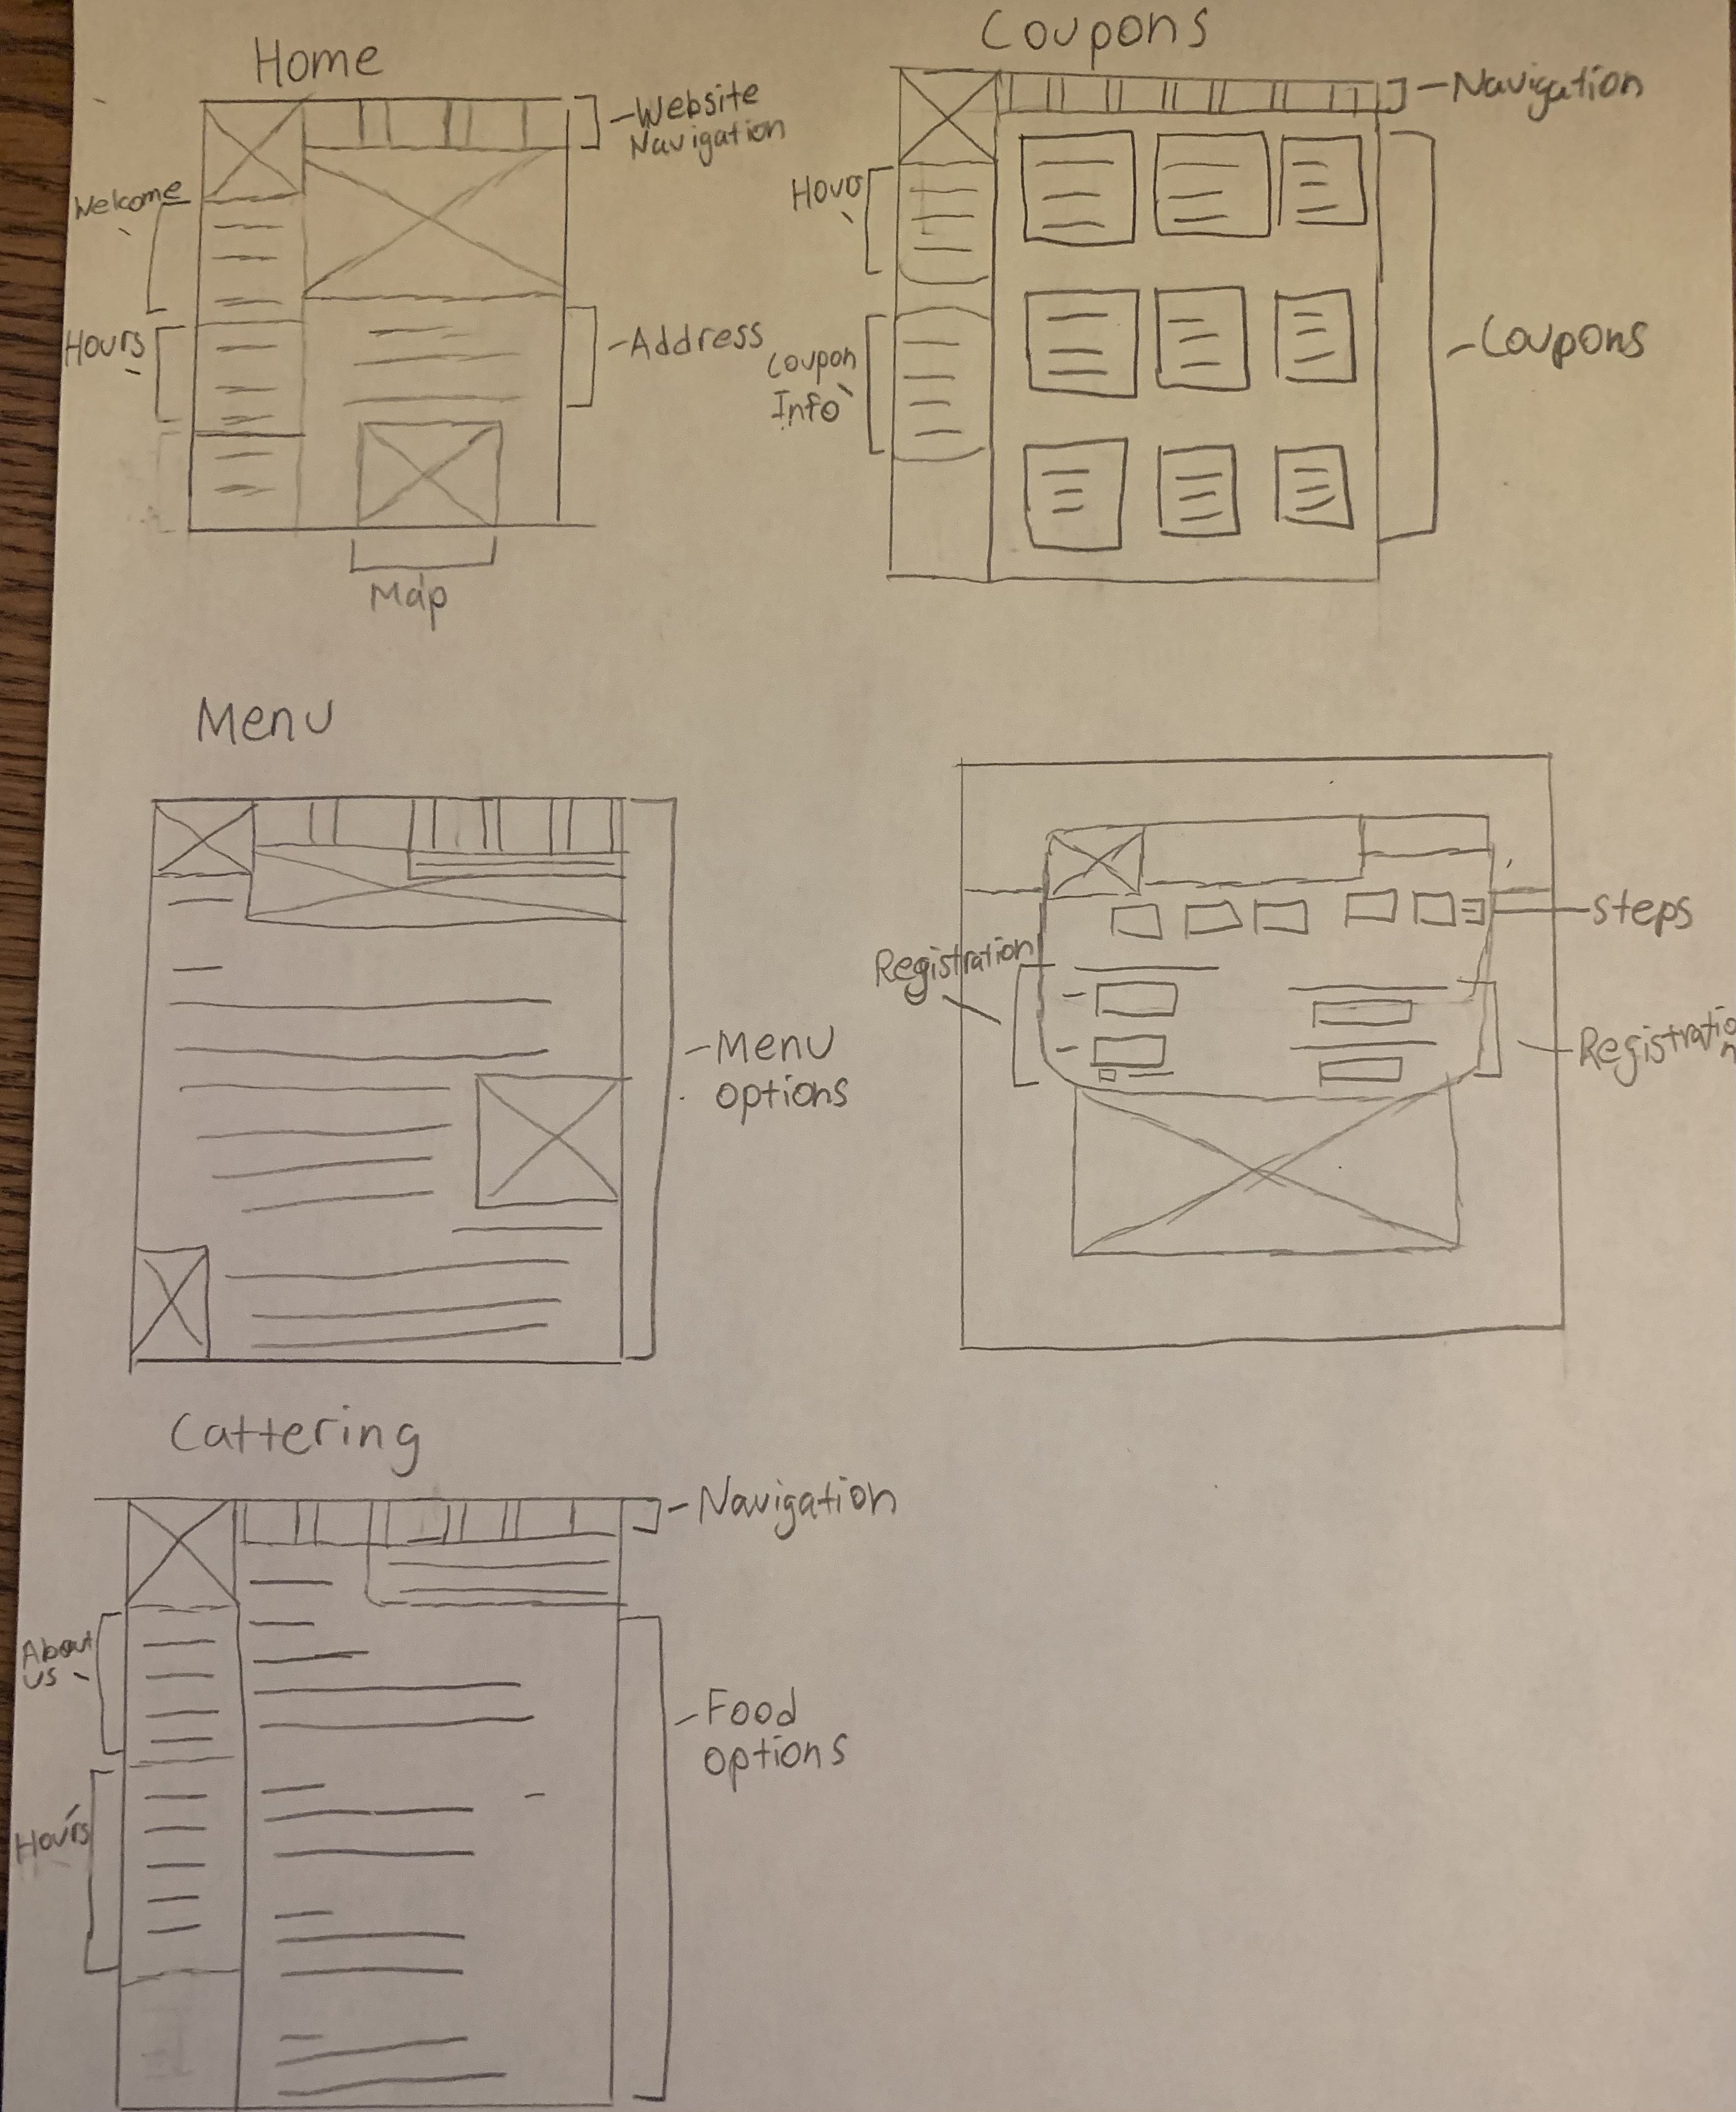 Home
Website
Navigation
Welcome
Hours
Address
Map
Coupons
Navigation
Hours
Coupon
Info
Coupons
Menu
Menu
options
steps
Registration
Registratio
n
Cattering
Navigation
About
us
Hours
Food
options